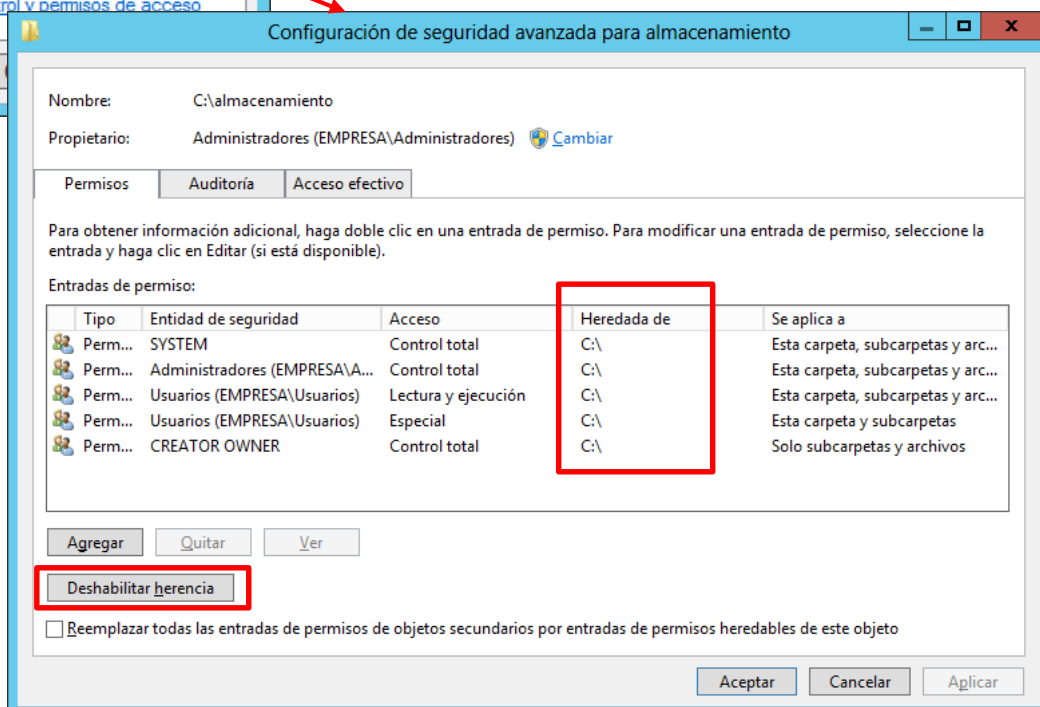 rol y permisos de acceso
Configuración de seguridad avanzada para almacenamiento
Nombre: C:\almacenamiento
Propietario: Administradores (EMPRESA\Administradores) Cambiar
Permisos Auditoría Acceso efectivo
Para obtener información adicional, haga doble clic en una entrada de permiso. Para modificar una entrada de permiso, seleccione la
entrada y haga clic en Editar (si está disponible).
Entradas de permiso:
Tipo Entidad de seguridad Acceso Heredada de Se aplica a
Perm... SYSTEM Control total C:\ Esta carpeta, subcarpetas y arc...
Perm... Administradores (EMPRESA\A... Control total C:\ Esta carpeta, subcarpetas y arc...
Perm... Usuarios (EMPRESA\Usuarios) Lectura y ejecución C:\ Esta carpeta, subcarpetas y arc...
Perm... Usuarios (EMPRESA\Usuarios) Especial C:\ Esta carpeta y subcarpetas
Perm... CREATOR OWNER Control total C:\ Solo subcarpetas y archivos
Agregar Quitar Ver
Deshabilitar herencia
Reemplazar todas las entradas de permisos de objetos secundarios por entradas de permisos heredables de este objeto
Aceptar Cancelar Aplicar